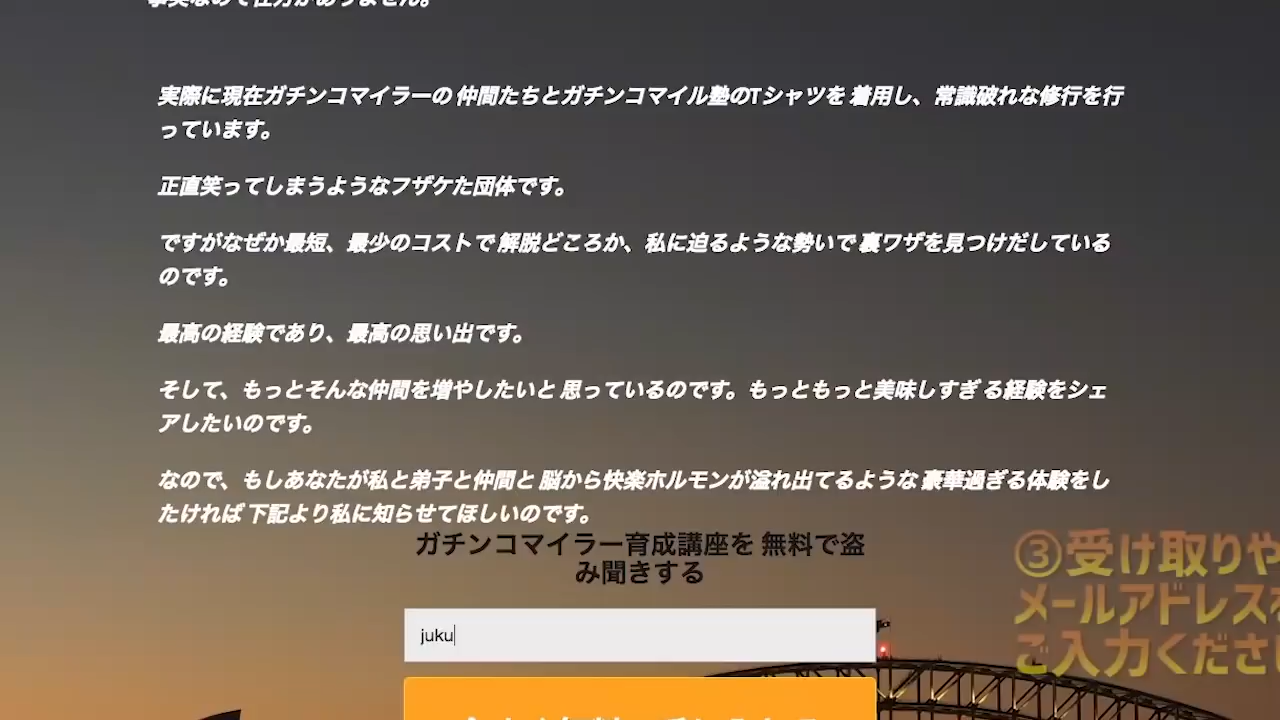 事実なので仕方がありません。
実際に現在ガチンコマイラーの 仲間たちとガチンコマイル塾のTシャツを 着用し、常識破れな修行を行
っています。
正直笑ってしまうようなフザケた団体です。
ですがなぜか最短、最少のコストで 解脱どころか、私に迫るような勢いで 裏ワザを見つけだしている
のです。
最高の経験であり、最高の思い出です。
そして、もっとそんな仲間を増やしたいと 思っているのです。もっともっと美味しすぎ る経験をシェ
アしたいのです。
なので、もしあなたが私と弟子と仲間と 脳から快楽ホルモンが溢れ出てるような 豪華過ぎる体験をし
たければ 下記より私に知らせてほしいのです。
ガチンコマイラー育成講座を 無料で盗
み聞きする
juku
③受け取りや
メールアドレスを
ご入力くださ